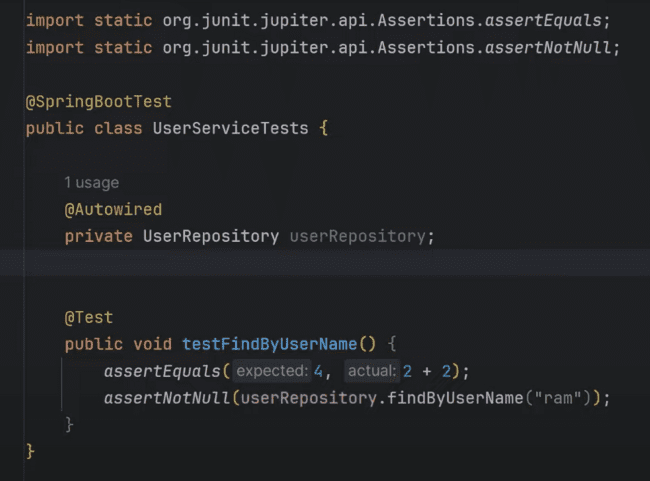 import static org.junit.jupiter.api.Assertions.assertEquals;
import static org.junit.jupiter.api.Assertions.assertNotNull;
@SpringBootTest
public class UserServiceTests {
1 usage
@Autowired
private UserRepository userRepository;
@Test
public void testFindByUserName() {
assertEquals( expected: 4, actual: 2 + 2);
assertNotNull(userRepository.findByUserName("ram"));
}
}